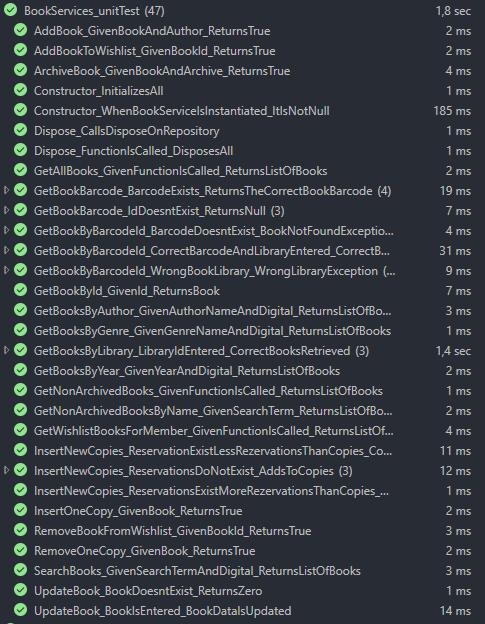 BookServices_unitTest (47) 1,8 sec
AddBook_GivenBookAndAuthor_ReturnsTrue 2 ms
AddBookToWishlist_GivenBookId_ReturnsTrue 2 ms
ArchiveBook_GivenBookAndArchive_ReturnsTrue 4 ms
Constructor_InitializesAll 1 ms
Constructor_WhenBookServiceIsInstantiated_ItIsNotNull 185 ms
Dispose_CallsDisposeOnRepository 1 ms
Dispose_FunctionIsCalled_DisposesAll 1 ms
GetAllBooks_GivenFunctionIsCalled_ReturnsListOfBooks 2 ms
GetBookBarcode_BarcodeExists_ReturnsTheCorrectBookBarcode (4) 19 ms
GetBookBarcode_IdDoesntExist_ReturnsNull (3) 7 ms
GetBookByBarcodeId_BarcodeDoesntExist_BookNotFoundExceptio... 4 ms
GetBookByBarcodeId_CorrectBarcodeAndLibraryEntered_CorrectB... 31 ms
GetBookByBarcodeId_WrongBookLibrary_WrongLibraryException (... 9 ms
GetBookById_GivenId_ReturnsBook 7 ms
GetBooksByAuthor_GivenAuthorNameAndDigital_ReturnsListOfBo... 3 ms
GetBooksByGenre_GivenGenreNameAndDigital_ReturnsListOfBooks 1 ms
GetBooksByLibrary_LibraryIdEntered_CorrectBooksRetrieved (3) 1,4 sec
GetBooksByYear_GivenYearAndDigital_ReturnsListOfBooks 2 ms
GetNonArchivedBooks_GivenFunctionIsCalled_ReturnsListOfBooks 1 ms
GetNonArchivedBooksByName_GivenSearchTerm_ReturnsListOfBo... 2 ms
GetWishlistBooksForMember_GivenFunctionIsCalled_ReturnsListOf... 4 ms
InsertNewCopies_ReservationExistLessRezervationsThanCopies_Co... 11 ms
InsertNewCopies_ReservationsDoNotExist_AddsToCopies (3) 12 ms
InsertNewCopies_ReservationsExistMoreRezervationsThanCopies_... 1 ms
InsertOneCopy_GivenBook_ReturnsTrue 2 ms
RemoveBookFromWishlist_GivenBookId_ReturnsTrue 3 ms
RemoveOneCopy_GivenBook_ReturnsTrue 2 ms
SearchBooks_GivenSearchTermAndDigital_ReturnsListOfBooks 3 ms
UpdateBook_BookDoesntExist_ReturnsZero 1 ms
UpdateBook_BookIsEntered_BookDataIsUpdated 14 ms